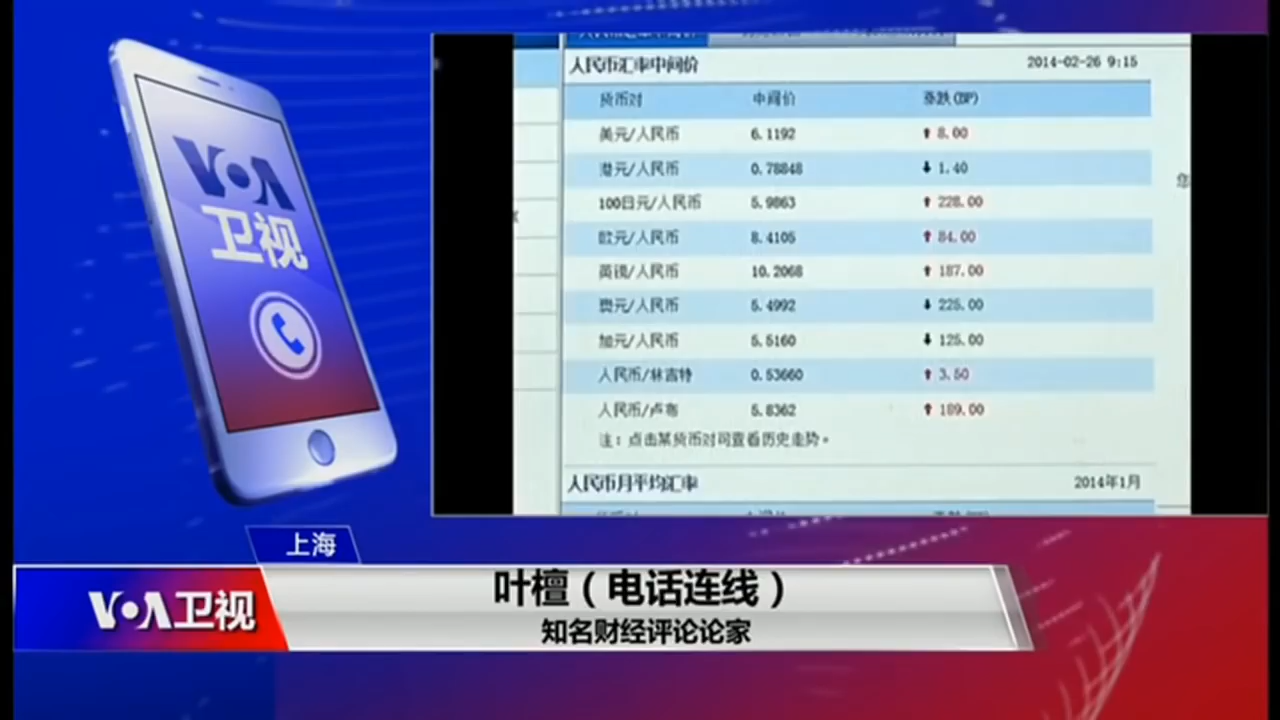 VOA
卫视
人民币汇率中间价 2014-02-26 9:15
货币对 中间价 涨跌(BP)
美元/人民币 6.1192 ↑ 8.00
港元/人民币 0.78848 ↓ 1.40
100日元/人民币 5.9863 ↑ 228.00
欧元/人民币 8.4105 ↑ 84.00
英镑/人民币 10.2068 ↑ 187.00
澳元/人民币 5.4992 ↓ 225.00
加元/人民币 5.5160 ↓ 125.00
人民币/林吉特 0.53660 ↑ 3.50
人民币/卢布 5.8362 ↑ 189.00
注：点击某货币对可查看历史走势。
人民币月平均汇率 2014年1月
上海
VOA卫视
叶檀（电话连线）
知名财经评论论家